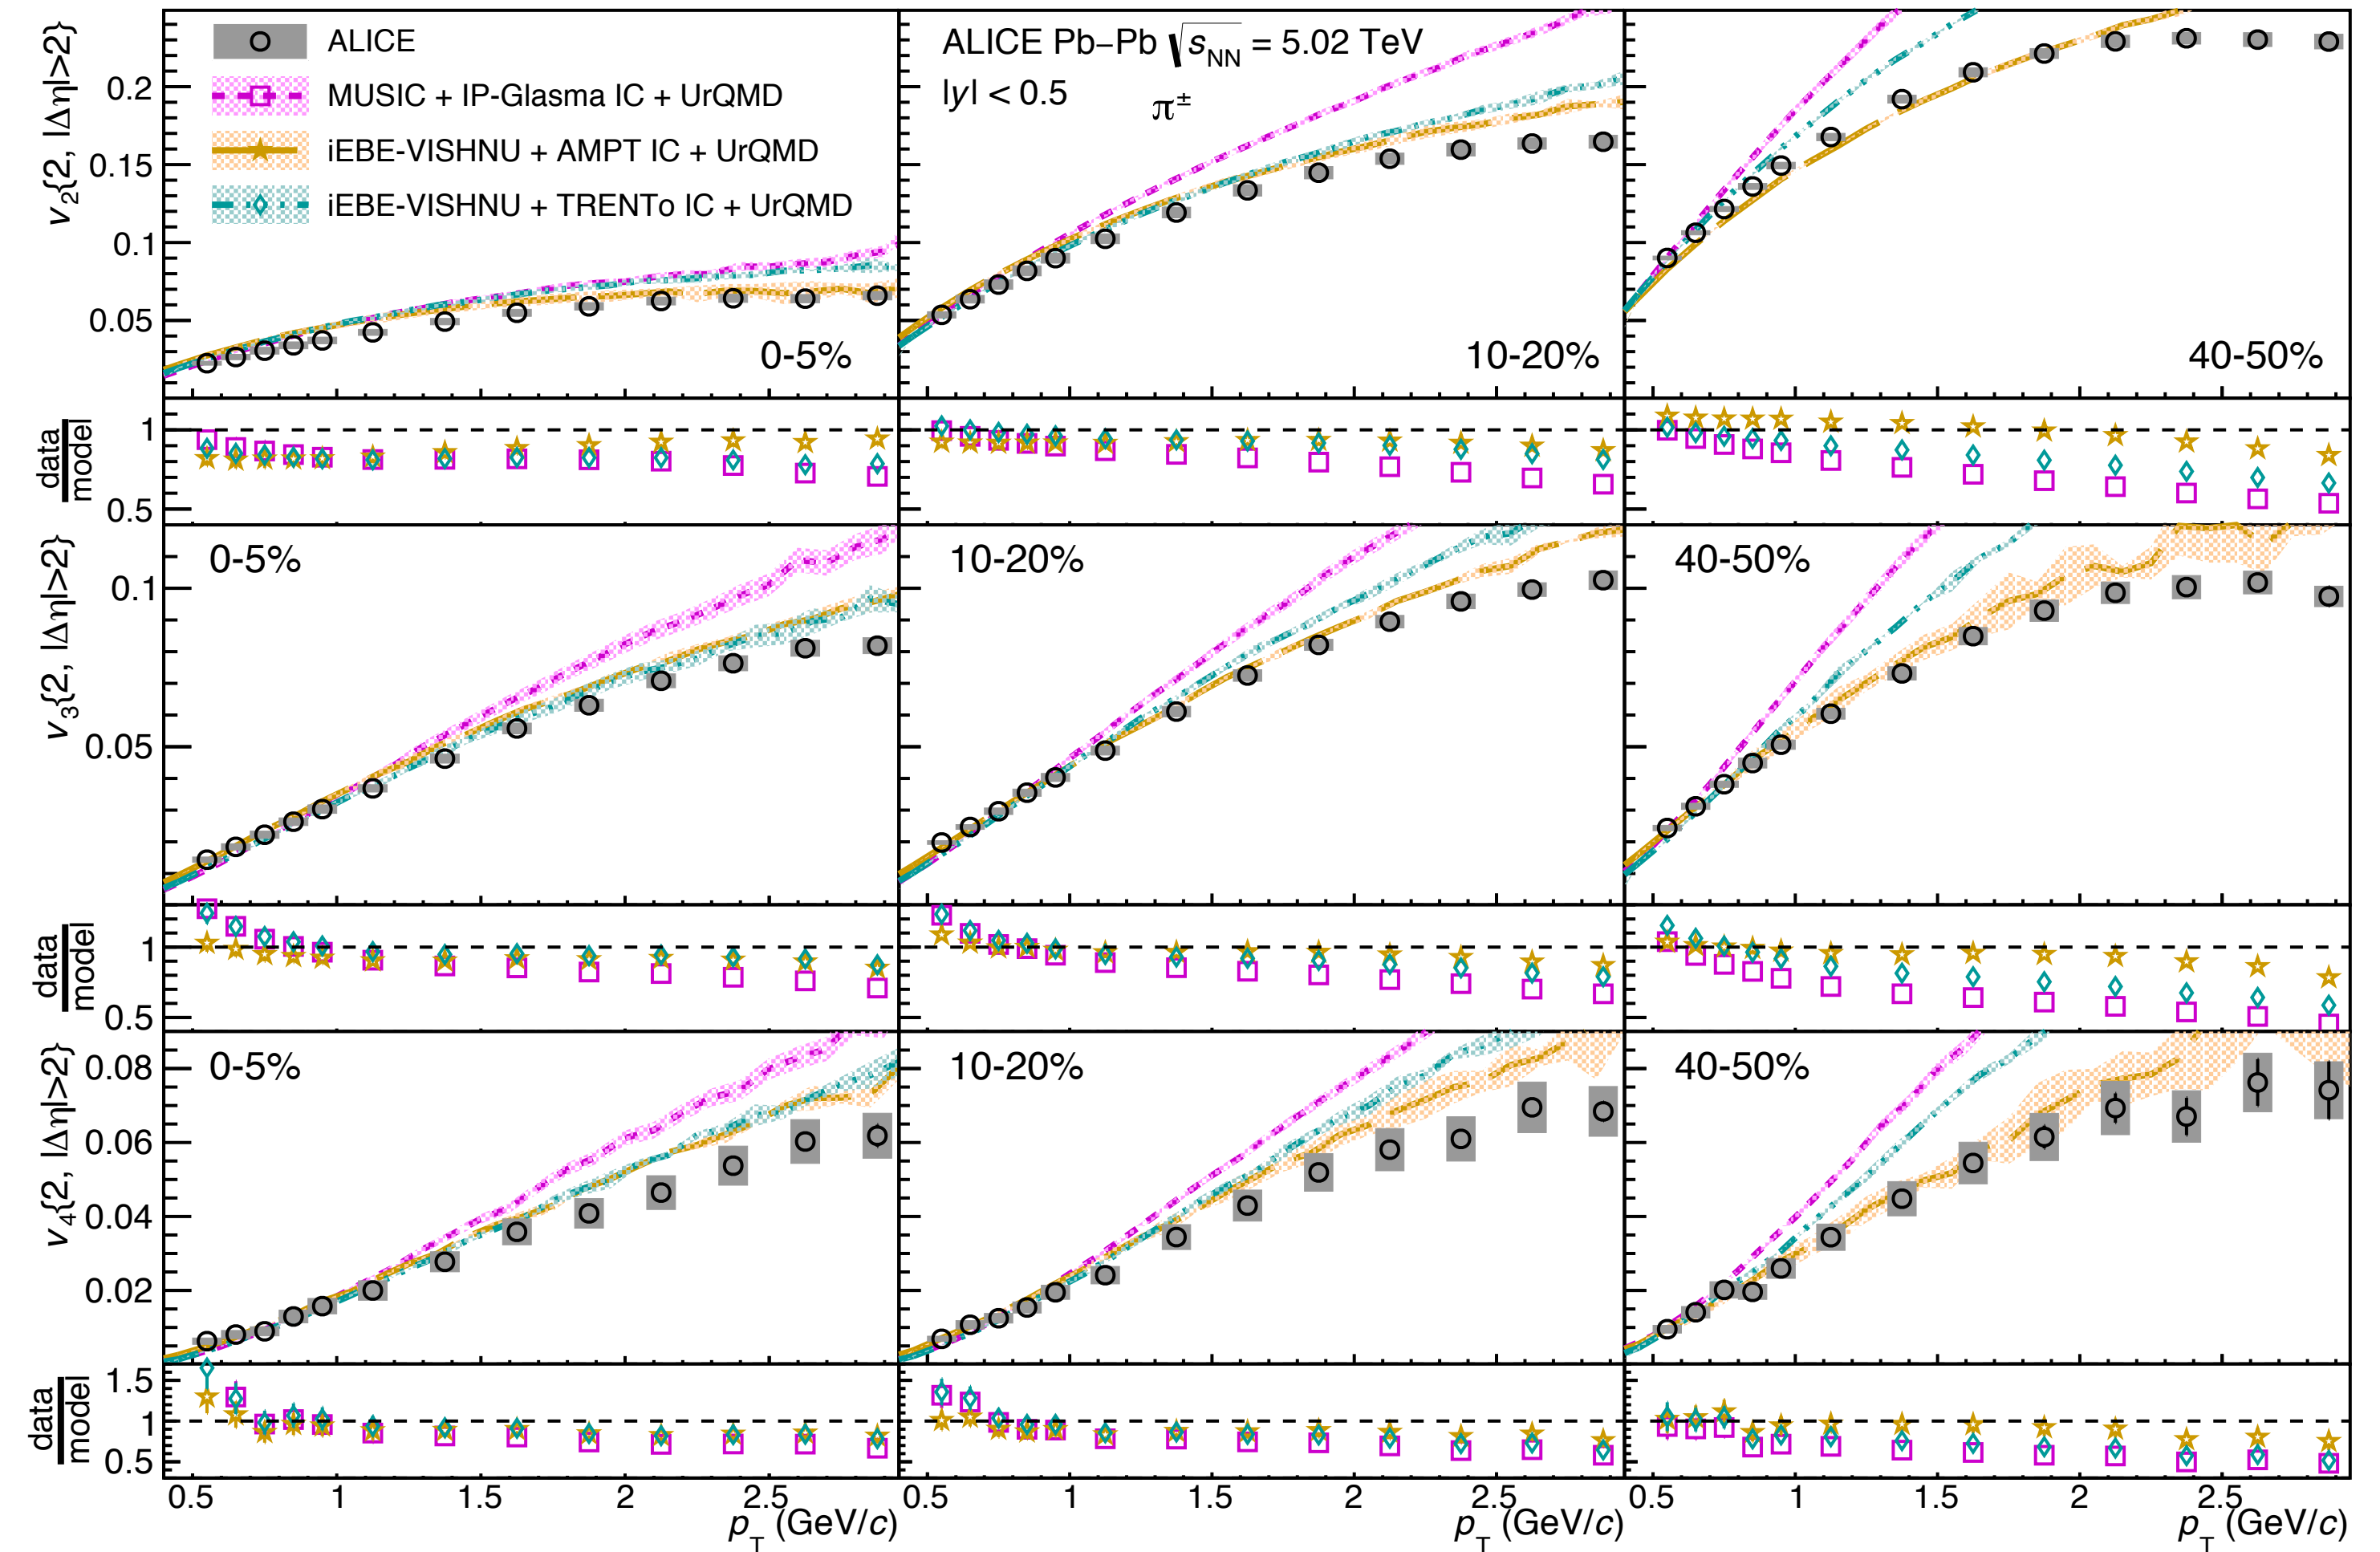 ALICE
MUSIC + IP-Glasma IC + UrQMD
iEBE-VISHNU + AMPT IC + UrQMD
iEBE-VISHNU + TRENTo IC + UrQMD
ALICE Pb−Pb √sNN = 5.02 TeV
|y| < 0.5
π±
v2{2, |Δη|>2}
0.2
0.15
0.1
0.05
0-5%
10-20%
40-50%
data
model
1
0.5
v3{2, |Δη|>2}
0.1
0.05
0-5%
10-20%
40-50%
data
model
1
0.5
v4{2, |Δη|>2}
0.08
0.06
0.04
0.02
0-5%
10-20%
40-50%
data
model
1.5
1
0.5
0.5 1 1.5 2 2.5
0.5 1 1.5 2 2.5
0.5 1 1.5 2 2.5
pT (GeV/c)
pT (GeV/c)
pT (GeV/c)